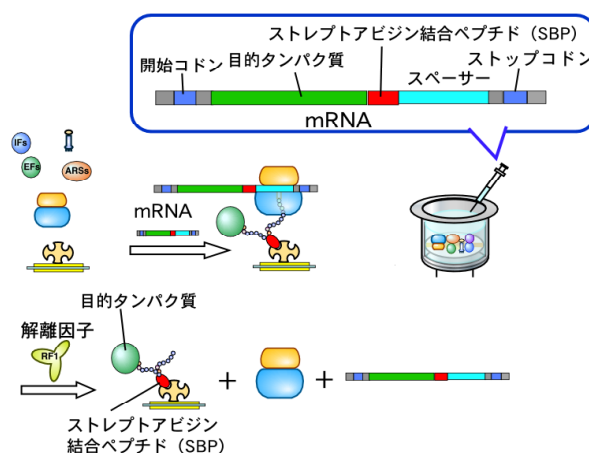 ストレプトアビジン結合ペプチド（SBP）
開始コドン
目的タンパク質
スペーサー
ストップコドン
mRNA
IFs
EFs
ARSs
mRNA
目的タンパク質
解離因子
RF1
ストレプトアビジン
結合ペプチド（SBP）